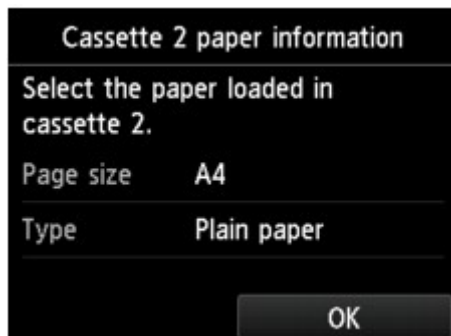 Cassette 2 paper information
Select the paper loaded in
cassette 2.
Page size A4
Type Plain paper
OK